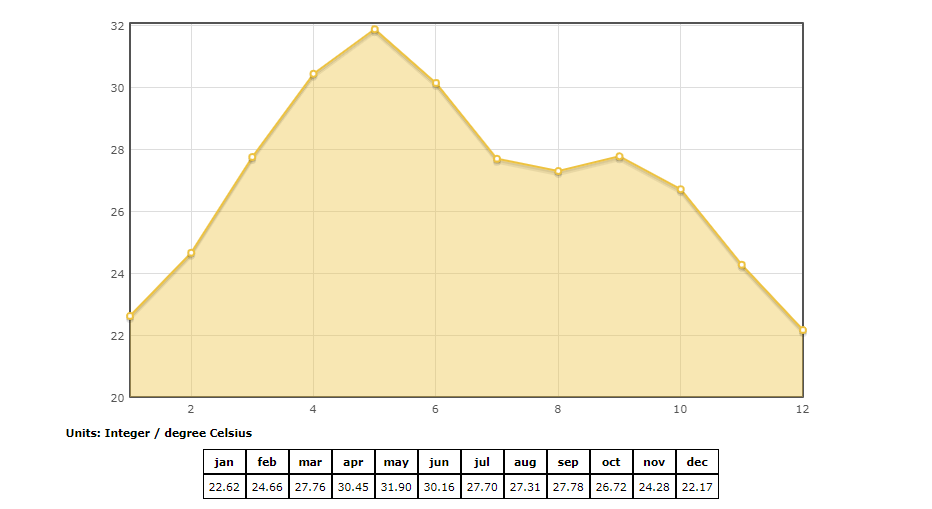 32
30
28
26
24
22
20
2 4 6 8 10 12
Units: Integer / degree Celsius
jan feb mar apr may jun jul aug sep oct nov dec
22.62 24.66 27.76 30.45 31.90 30.16 27.70 27.31 27.78 26.72 24.28 22.17